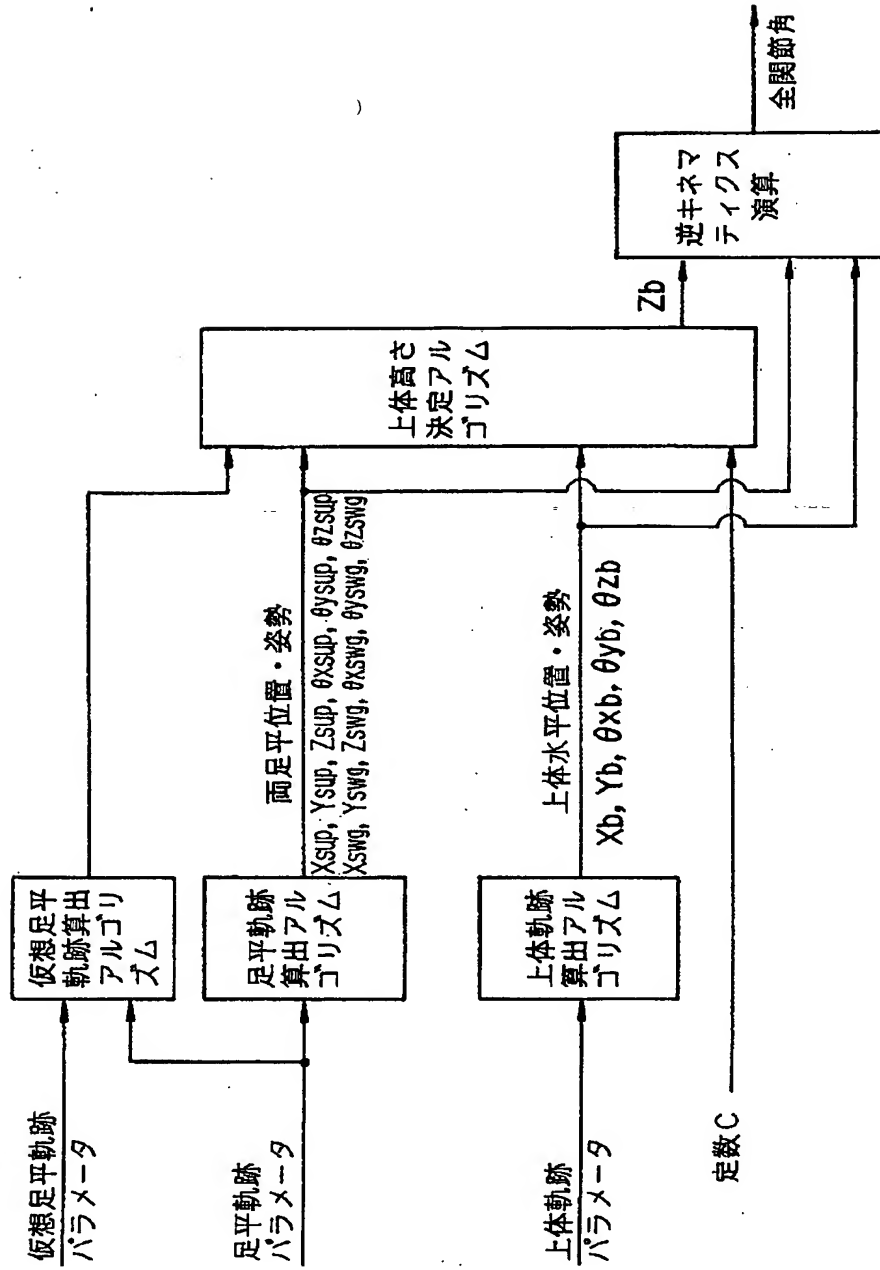 仮想足平軌跡
パラメータ
足平軌跡
パラメータ
上体軌跡
パラメータ
定数C
仮想足平
軌跡算出
アルゴリ
ズム
足平軌跡
算出アル
ゴリズム
上体軌跡
算出アル
ゴリズム
両足平位置・姿勢
Xsup, Ysup, Zsup, θxsup, θysup, θzsup
Xswg, Yswg, Zswg, θxswg, θyswg, θzswg
上体水平位置・姿勢
Xb, Yb, θxb, θyb, θzb
上体高さ
決定アル
ゴリズム
Zb
逆キネマ
ティクス
演算
全関節角